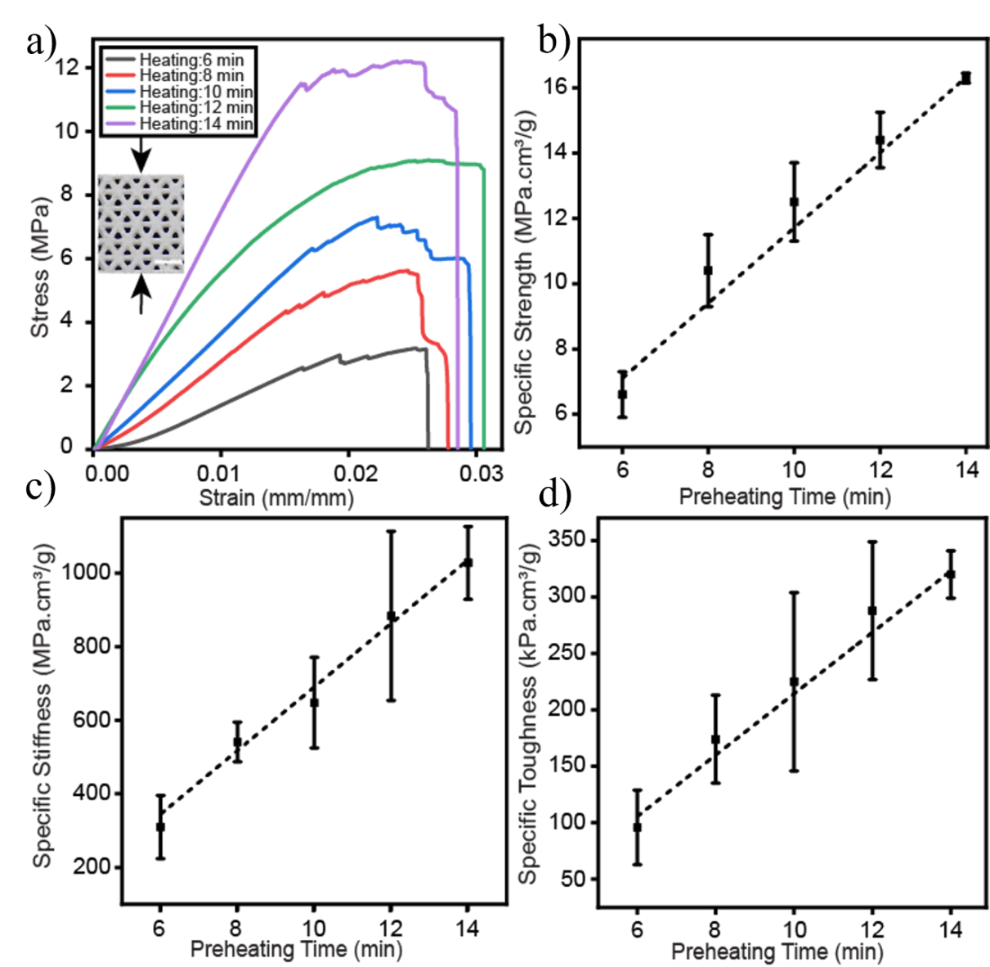 a)
Heating:6 min
Heating:8 min
Heating:10 min
Heating:12 min
Heating:14 min
12
10
8
6
4
2
0
Stress (MPa)
0.00
0.01
0.02
0.03
Strain (mm/mm)
b)
16
14
12
10
8
6
Specific Strength (MPa.cm³/g)
6
8
10
12
14
Preheating Time (min)
c)
1000
800
600
400
200
Specific Stiffness (MPa.cm³/g)
6
8
10
12
14
Preheating Time (min)
d)
350
300
250
200
150
100
50
Specific Toughness (kPa.cm³/g)
6
8
10
12
14
Preheating Time (min)